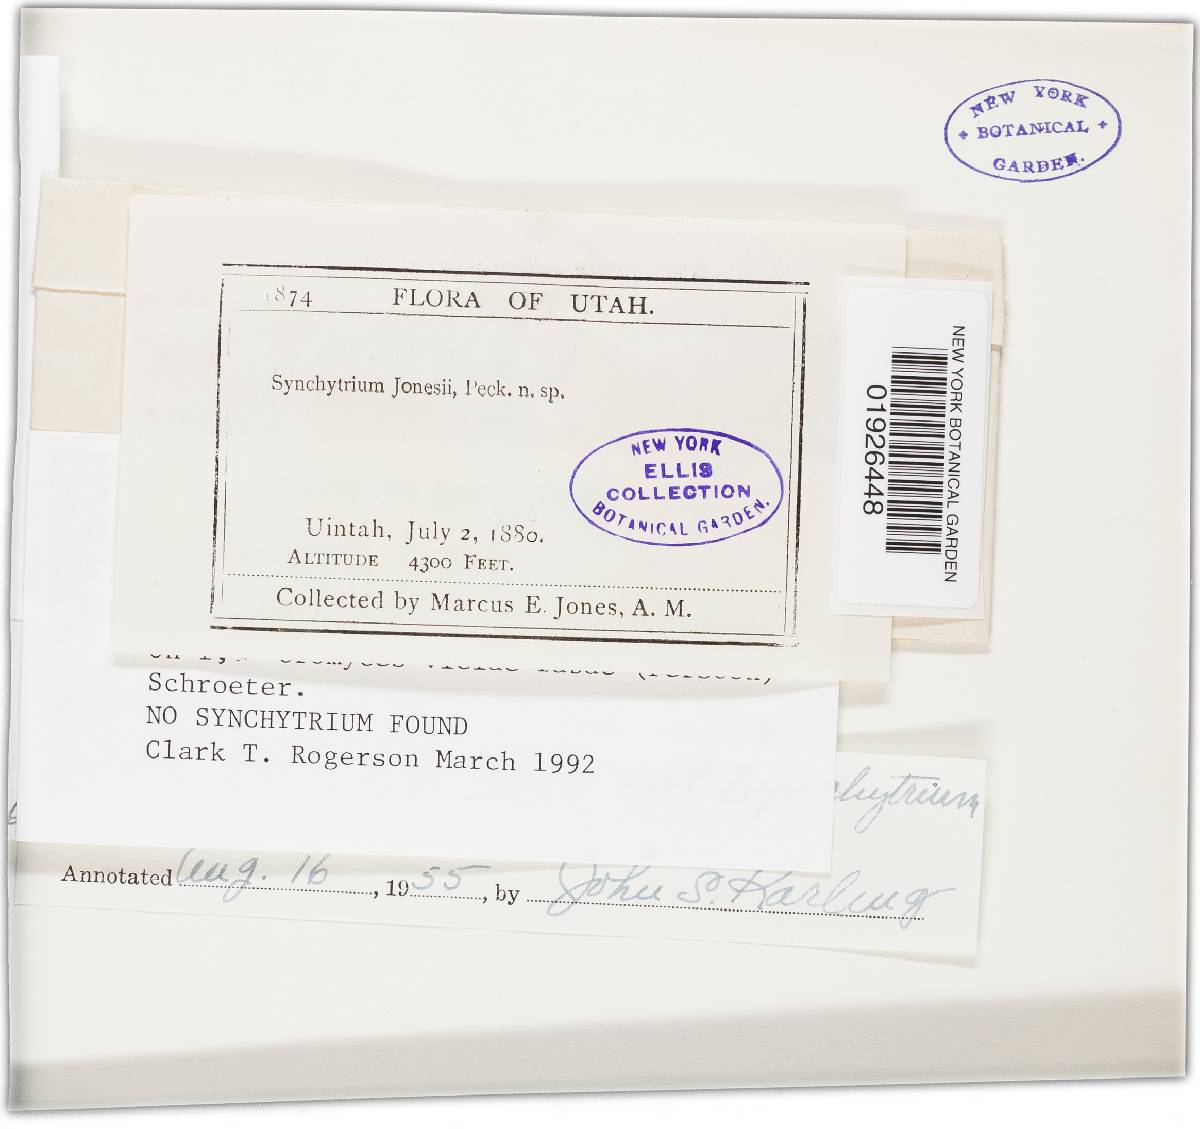 NEW YORK
BOTANICAL
GARDEN.
1874 FLORA OF UTAH.
Synchytrium Jonesii, Peck. n. sp.
NEW YORK
ELLIS
COLLECTION
BOTANICAL GARDEN.
Uintah, July 2, 1880.
ALTITUDE 4300 FEET.
Collected by Marcus E. Jones, A. M.
NEW YORK BOTANICAL GARDEN
01926448
Schroeter.
NO SYNCHYTRIUM FOUND
Clark T. Rogerson March 1992
chytrium
Annotated Aug. 16, 1955, by John S. Karling